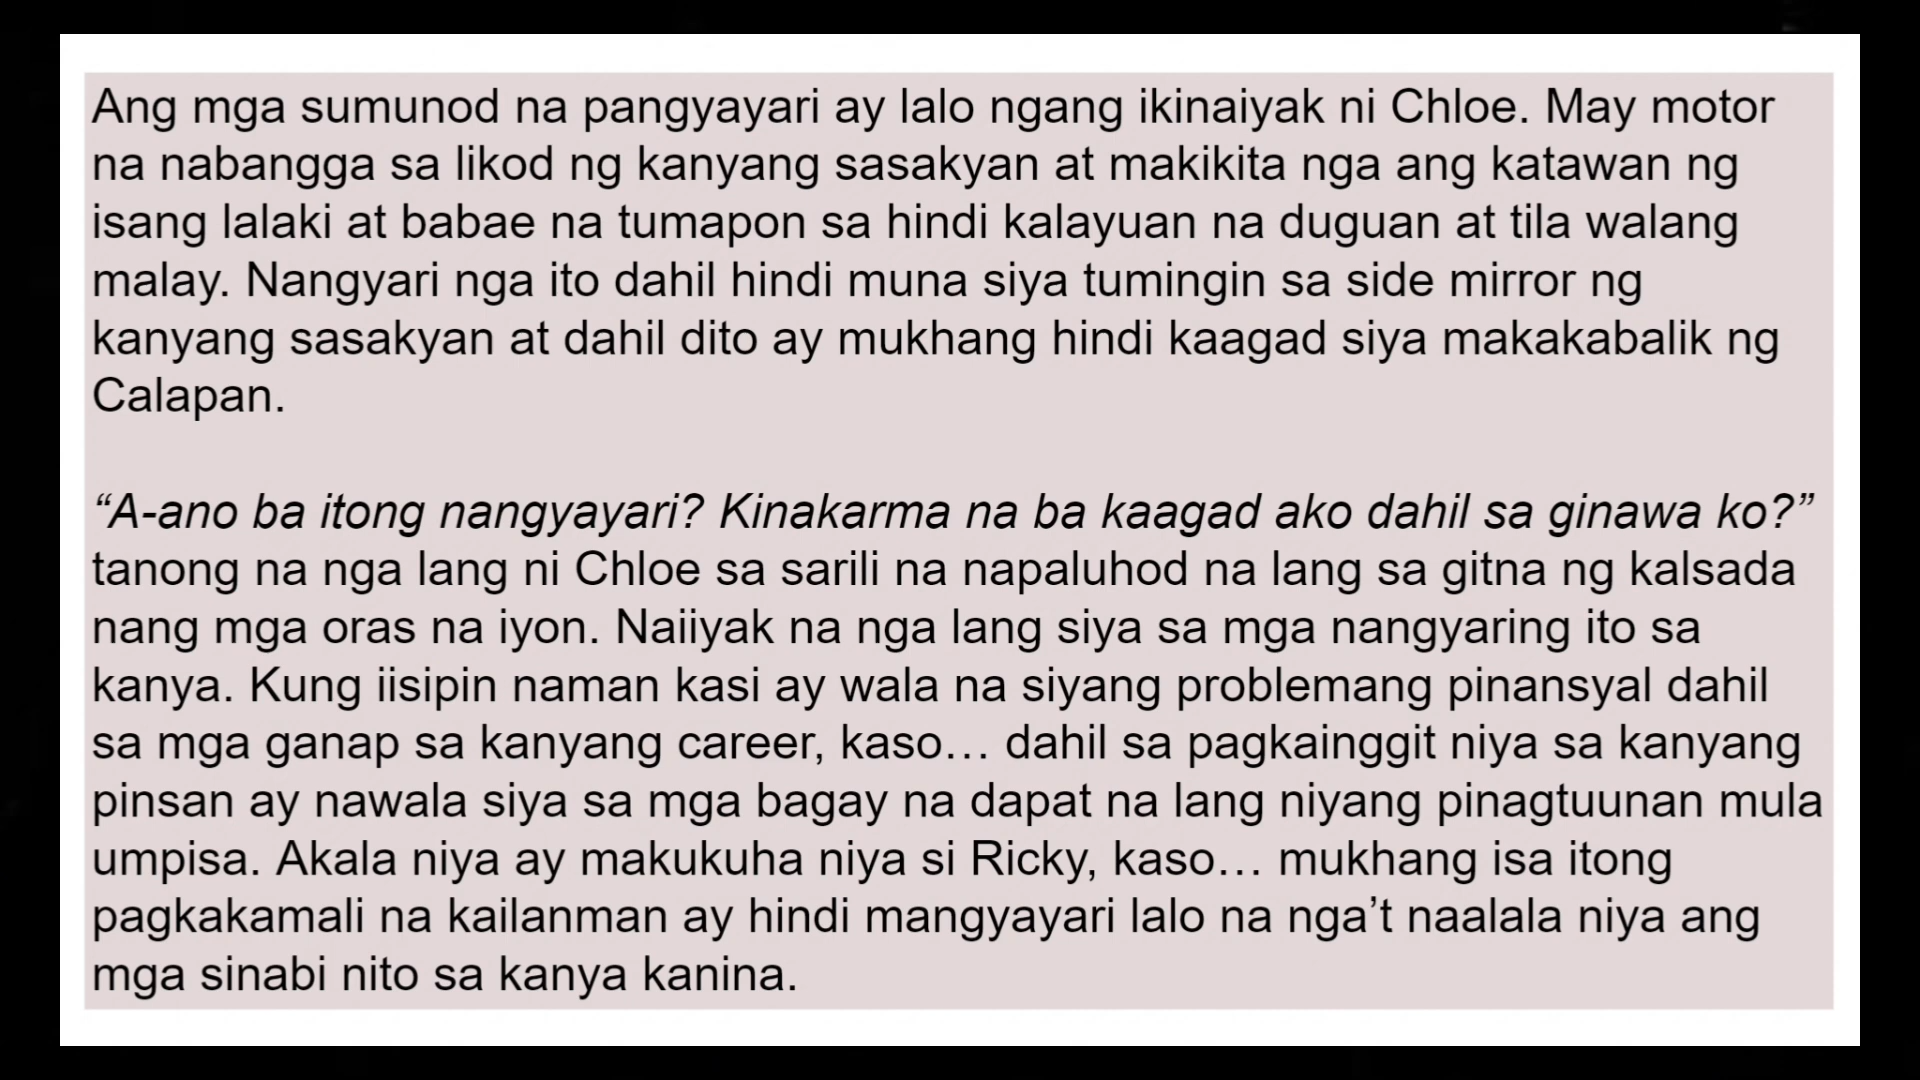 Ang mga sumunod na pangyayari ay lalo ngang ikinaiyak ni Chloe. May motor
na nabangga sa likod ng kanyang sasakyan at makikita nga ang katawan ng
isang lalaki at babae na tumapon sa hindi kalayuan na duguan at tila walang
malay. Nangyari nga ito dahil hindi muna siya tumingin sa side mirror ng
kanyang sasakyan at dahil dito ay mukhang hindi kaagad siya makakabalik ng
Calapan.
“A-ano ba itong nangyayari? Kinakarma na ba kaagad ako dahil sa ginawa ko?”
tanong na nga lang ni Chloe sa sarili na napaluhod na lang sa gitna ng kalsada
nang mga oras na iyon. Naiiyak na nga lang siya sa mga nangyaring ito sa
kanya. Kung iisipin naman kasi ay wala na siyang problemang pinansyal dahil
sa mga ganap sa kanyang career, kaso… dahil sa pagkainggit niya sa kanyang
pinsan ay nawala siya sa mga bagay na dapat na lang niyang pinagtuunan mula
umpisa. Akala niya ay makukuha niya si Ricky, kaso… mukhang isa itong
pagkakamali na kailanman ay hindi mangyayari lalo na nga’t naalala niya ang
mga sinabi nito sa kanya kanina.